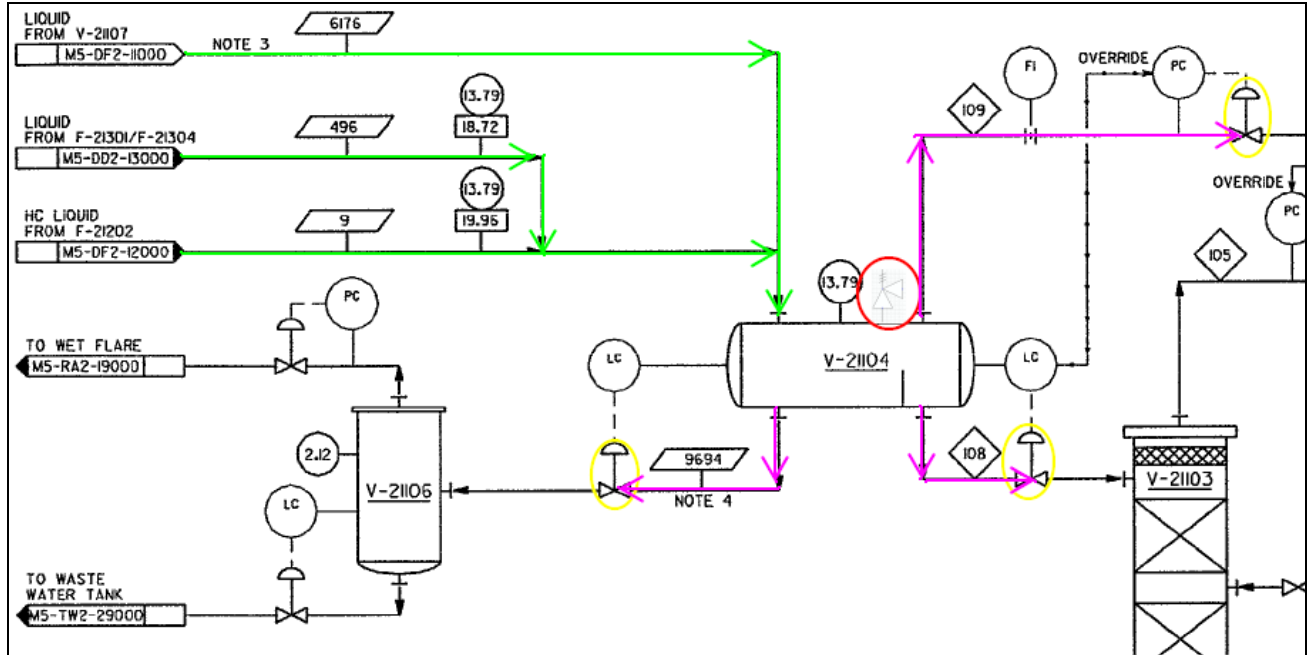 LIQUID
FROM V-21107
M5-DF2-11000
NOTE 3
6176
LIQUID
FROM F-21301/F-21304
M5-DD2-13000
496
13.79
18.72
HC LIQUID
FROM F-21202
M5-DF2-12000
9
13.79
19.96
109
FI
OVERRIDE
PC
OVERRIDE
PC
105
13.79
V-21104
LC
LC
PC
TO WET FLARE
M5-RA2-19000
2.12
V-21106
LC
9694
NOTE 4
108
V-21103
TO WASTE
WATER TANK
M5-TW2-29000